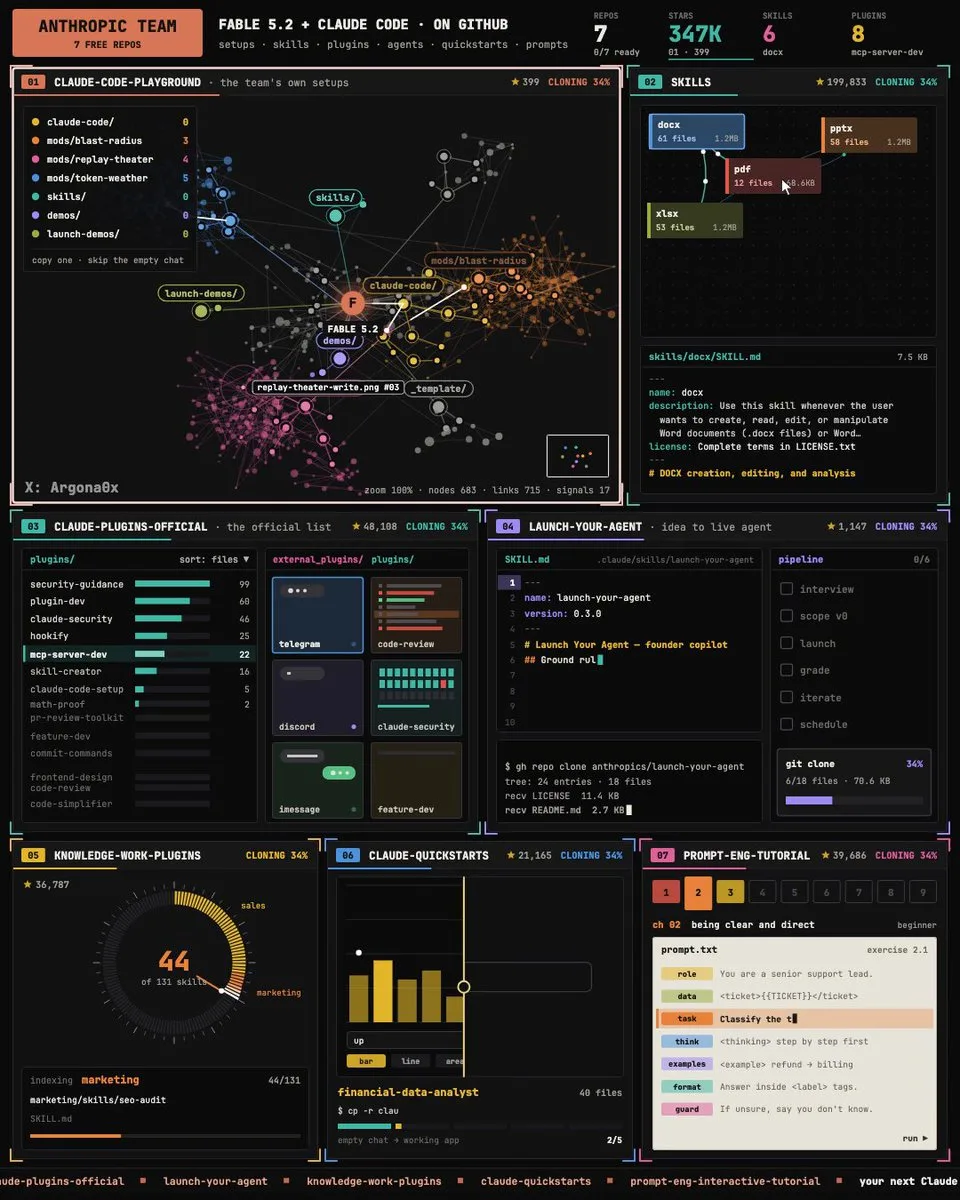 ANTHROPIC TEAM
7 FREE REPOS
FABLE 5.2 + CLAUDE CODE · ON GITHUB
setups · skills · plugins · agents · quickstarts · prompts
REPOS
7
0/7 ready
STARS
347K
01 · 399
SKILLS
6
docx
PLUGINS
8
mcp-server-dev
01 CLAUDE-CODE-PLAYGROUND · the team's own setups ★ 399 CLONING 34%
claude-code/ 0
mods/blast-radius 3
mods/replay-theater 4
mods/token-weather 5
skills/ 0
demos/ 0
launch-demos/ 0
copy one · skip the empty chat
skills/
mods/blast-radius
claude-code/
launch-demos/
F
FABLE 5.2
demos/
replay-theater-write.png #03
_template/
X: Argona0x
zoom 100% · nodes 683 · links 715 · signals 17
02 SKILLS ★ 199,833 CLONING 34%
docx
61 files 1.2MB
pptx
58 files 1.2MB
pdf
12 files 68.6KB
xlsx
53 files 1.2MB
skills/docx/SKILL.md 7.5 KB
---
name: docx
description: Use this skill whenever the user
wants to create, read, edit, or manipulate
Word documents (.docx files) or Word…
license: Complete terms in LICENSE.txt
---
# DOCX creation, editing, and analysis
03 CLAUDE-PLUGINS-OFFICIAL · the official list ★ 48,108 CLONING 34%
plugins/ sort: files ▼
security-guidance 99
plugin-dev 60
claude-security 46
hookify 25
mcp-server-dev 22
skill-creator 16
claude-code-setup 5
math-proof 2
pr-review-toolkit
feature-dev
commit-commands
frontend-design
code-review
code-simplifier
external_plugins/ plugins/
telegram
code-review
discord
claude-security
imessage
feature-dev
04 LAUNCH-YOUR-AGENT · idea to live agent ★ 1,147 CLONING 34%
SKILL.md .claude/skills/launch-your-agent
1 ---
2 name: launch-your-agent
3 version: 0.3.0
4 ---
5 # Launch Your Agent — founder copilot
6 ## Ground rul
7
8
9
10
$ gh repo clone anthropics/launch-your-agent
tree: 24 entries · 18 files
recv LICENSE 11.4 KB
recv README.md 2.7 KB
pipeline 0/6
interview
scope v0
launch
grade
iterate
schedule
git clone 34%
6/18 files · 70.6 KB
05 KNOWLEDGE-WORK-PLUGINS CLONING 34%
★ 36,787
sales
44
of 131 skills
marketing
indexing marketing 44/131
marketing/skills/seo-audit
SKILL.md
06 CLAUDE-QUICKSTARTS ★ 21,165 CLONING 34%
up
bar line area
financial-data-analyst 40 files
$ cp -r clau
empty chat → working app 2/5
07 PROMPT-ENG-TUTORIAL ★ 39,686 CLONING 34%
1 2 3 4 5 6 7 8 9
ch 02 being clear and direct beginner
prompt.txt exercise 2.1
role You are a senior support lead.
data <ticket>{{TICKET}}</ticket>
task Classify the t
think <thinking> step by step first
examples <example> refund → billing
format Answer inside <label> tags.
guard If unsure, say you don't know.
run ▶
ude-plugins-official ■ launch-your-agent ■ knowledge-work-plugins ■ claude-quickstarts ■ prompt-eng-interactive-tutorial ■ your next Claude